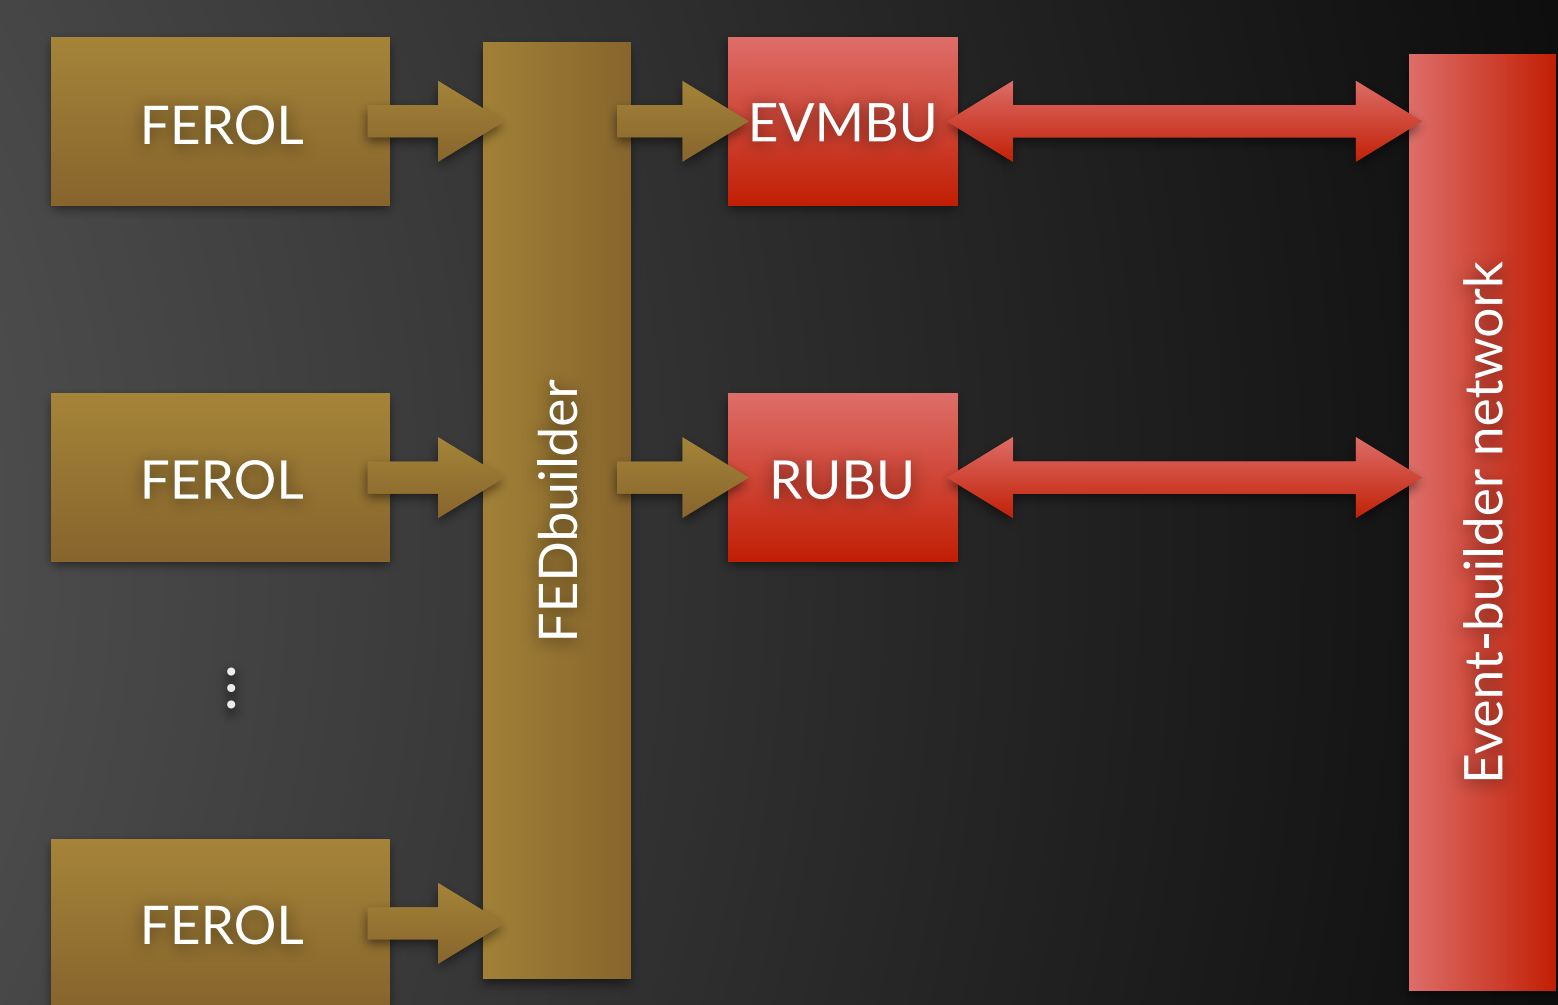 FEROL
EVMBU
FEROL
RUBU
FEDbuilder
Event-builder network
FEROL